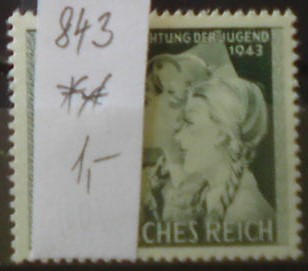 843
**
1,-
HTUNG DER JUGEND
1943
CHES REICH